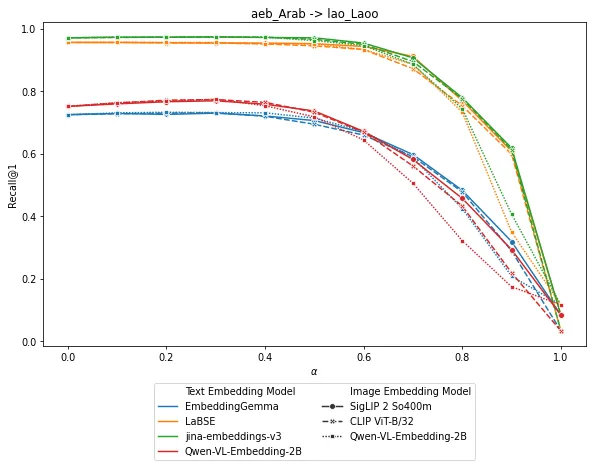 aeb_Arab -> lao_Laoo
1.0
0.8
0.6
0.4
0.2
0.0
Recall@1
0.0 0.2 0.4 0.6 0.8 1.0
α
Text Embedding Model Image Embedding Model
EmbeddingGemma SigLIP 2 So400m
LaBSE CLIP ViT-B/32
jina-embeddings-v3 Qwen-VL-Embedding-2B
Qwen-VL-Embedding-2B